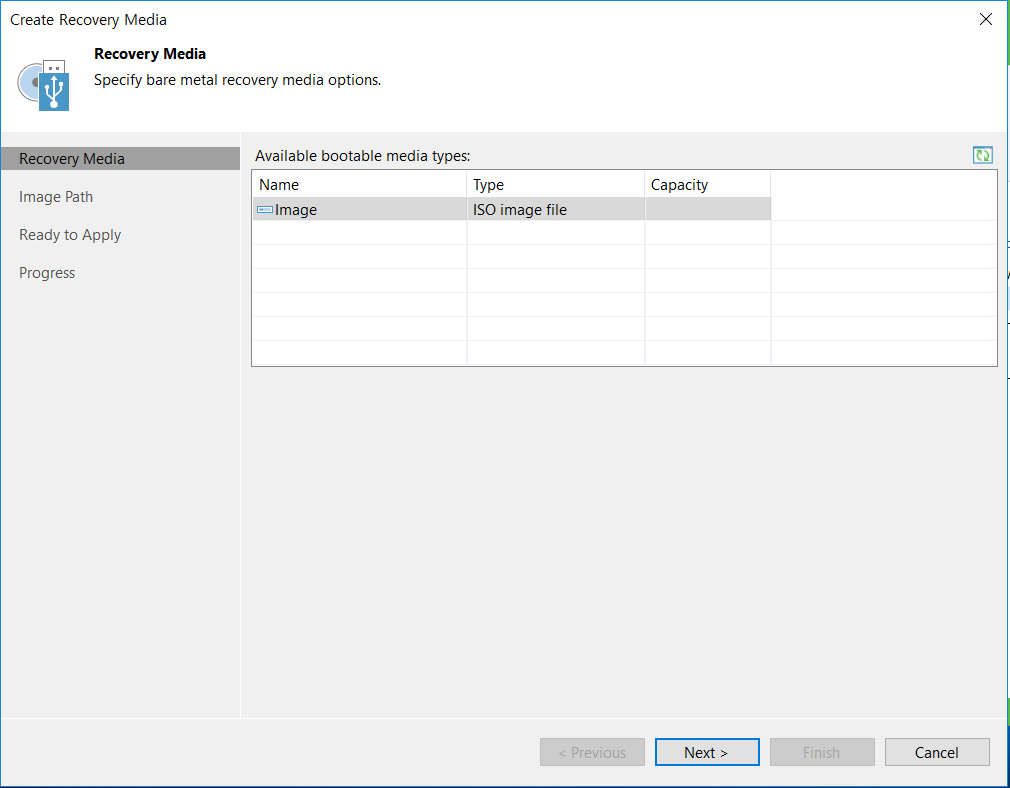 Create Recovery Media
Recovery Media
Specify bare metal recovery media options.
Recovery Media
Image Path
Ready to Apply
Progress
Available bootable media types:
Name Type Capacity
Image ISO image file
< Previous Next > Finish Cancel